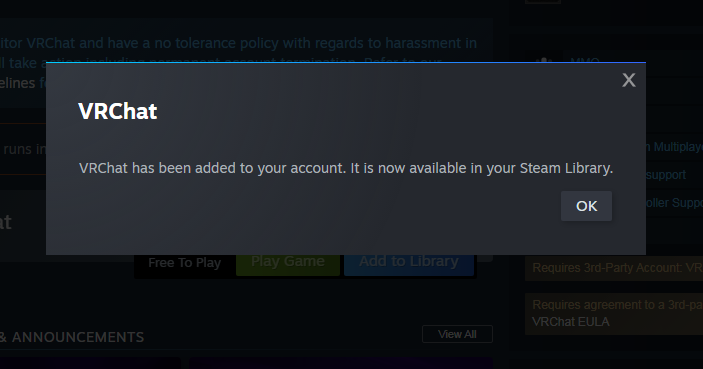 itor VRChat and have a no tolerance policy with regards to harassment in
elines
MMO
X
VRChat
runs in
Multiplaye
VRChat has been added to your account. It is now available in your Steam Library.
support
OK
oller Suppo
at
Free To Play
Play Game
Add to Library
Requires 3rd-Party Account: VR
Requires agreement to a 3rd-pa
VRChat EULA
& ANNOUNCEMENTS
View All